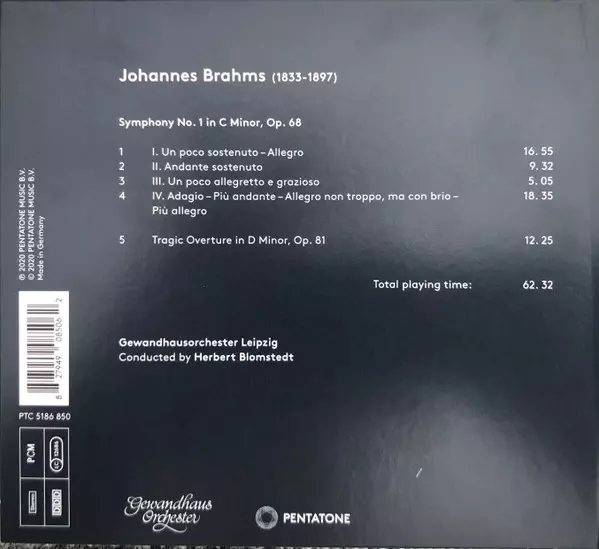 Johannes Brahms (1833-1897)
Symphony No. 1 in C Minor, Op. 68
1 I. Un poco sostenuto – Allegro 16.55
2 II. Andante sostenuto 9.32
3 III. Un poco allegretto e grazioso 5.05
4 IV. Adagio – Più andante – Allegro non troppo, ma con brio – 18.35
Più allegro
5 Tragic Overture in D Minor, Op. 81 12.25
Total playing time: 62.32
Gewandhausorchester Leipzig
Conducted by Herbert Blomstedt
℗ 2020 PENTATONE MUSIC B.V.
© 2020 PENTATONE MUSIC B.V.
Made in Germany
8 27949 08506 2
PTC 5186 850
PCM
Stereo
DDD
Gewandhaus
Orchester
PENTATONE